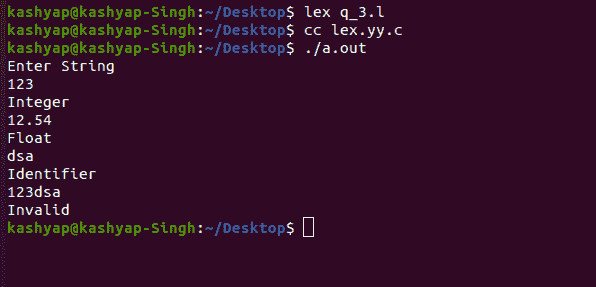 kashyap@kashyap-Singh:~/Desktop$ lex q_3.l
kashyap@kashyap-Singh:~/Desktop$ cc lex.yy.c
kashyap@kashyap-Singh:~/Desktop$ ./a.out
Enter String
123
Integer
12.54
Float
dsa
Identifier
123dsa
Invalid
kashyap@kashyap-Singh:~/Desktop$